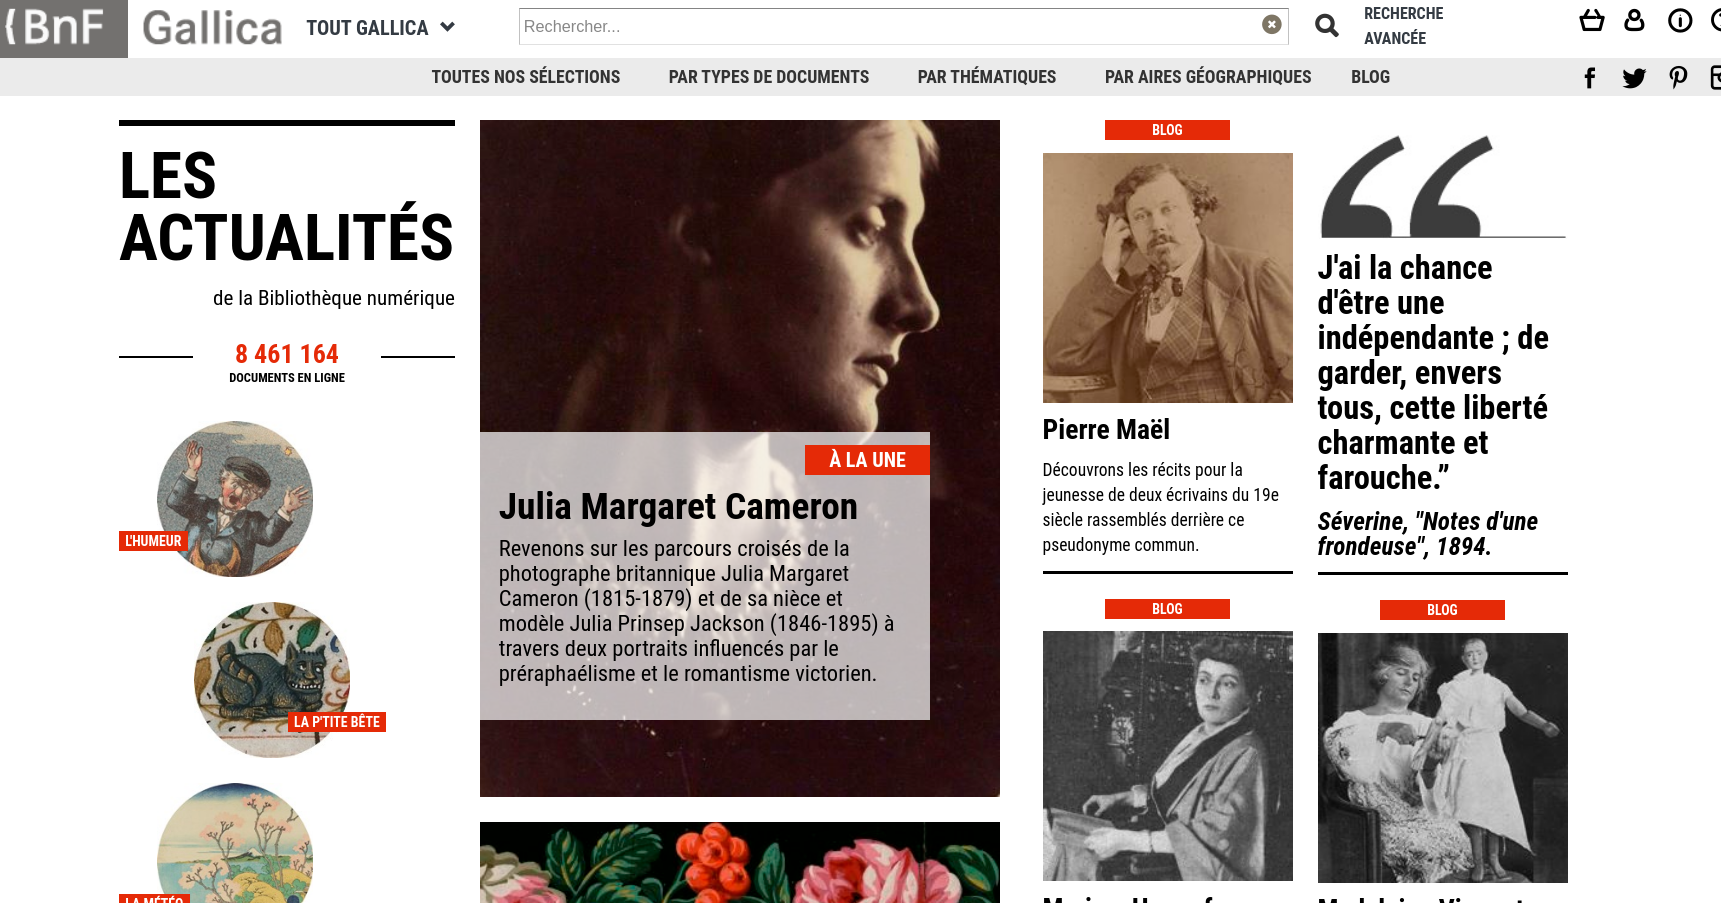 BnF Gallica TOUT GALLICA
Rechercher...
RECHERCHE
AVANCÉE
TOUTES NOS SÉLECTIONS PAR TYPES DE DOCUMENTS PAR THÉMATIQUES PAR AIRES GÉOGRAPHIQUES BLOG
LES
ACTUALITÉS
de la Bibliothèque numérique
8 461 164
DOCUMENTS EN LIGNE
L'HUMEUR
LA P'TITE BÊTE
LA MÉTÉO
À LA UNE
Julia Margaret Cameron
Revenons sur les parcours croisés de la
photographe britannique Julia Margaret
Cameron (1815-1879) et de sa nièce et
modèle Julia Prinsep Jackson (1846-1895) à
travers deux portraits influencés par le
préraphaélisme et le romantisme victorien.
BLOG
Pierre Maël
Découvrons les récits pour la
jeunesse de deux écrivains du 19e
siècle rassemblés derrière ce
pseudonyme commun.
“
J'ai la chance
d'être une
indépendante ; de
garder, envers
tous, cette liberté
charmante et
farouche.”
Séverine, "Notes d'une
frondeuse", 1894.
BLOG
BLOG